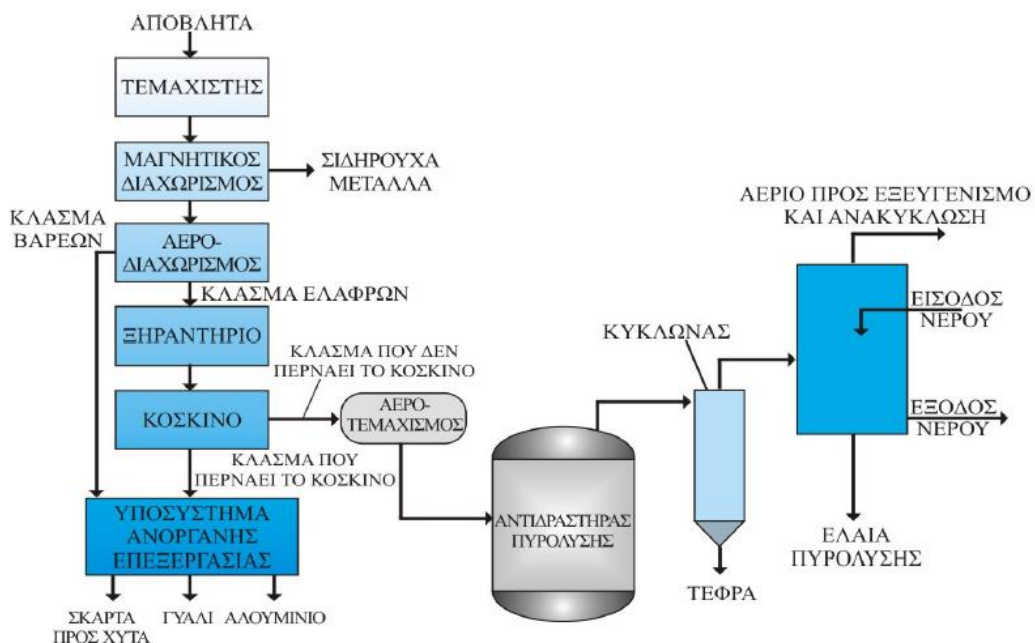 ΑΠΟΒΛΗΤΑ
ΤΕΜΑΧΙΣΤΗΣ
ΜΑΓΝΗΤΙΚΟΣ
ΔΙΑΧΩΡΙΣΜΟΣ
ΣΙΔΗΡΟΥΧΑ
ΜΕΤΑΛΛΑ
ΚΛΑΣΜΑ
ΒΑΡΕΩΝ
ΑΕΡΟ-
ΔΙΑΧΩΡΙΣΜΟΣ
ΚΛΑΣΜΑ ΕΛΑΦΡΩΝ
ΞΗΡΑΝΤΗΡΙΟ
ΚΛΑΣΜΑ ΠΟΥ ΔΕΝ
ΠΕΡΝΑΕΙ ΤΟ ΚΟΣΚΙΝΟ
ΚΟΣΚΙΝΟ
ΑΕΡΟ-
ΤΕΜΑΧΙΣΜΟΣ
ΚΛΑΣΜΑ ΠΟΥ
ΠΕΡΝΑΕΙ ΤΟ ΚΟΣΚΙΝΟ
ΥΠΟΣΥΣΤΗΜΑ
ΑΝΟΡΓΑΝΗΣ
ΕΠΕΞΕΡΓΑΣΙΑΣ
ΣΚΑΡΤΑ
ΠΡΟΣ ΧΥΤΑ
ΓΥΑΛΙ
ΑΛΟΥΜΙΝΙΟ
ΑΝΤΙΔΡΑΣΤΗΡΑΣ
ΠΥΡΟΛΥΣΗΣ
ΚΥΚΛΩΝΑΣ
ΤΕΦΡΑ
ΑΕΡΙΟ ΠΡΟΣ ΕΞΕΥΓΕΝΙΣΜΟ
ΚΑΙ ΑΝΑΚΥΚΛΩΣΗ
ΕΙΣΟΔΟΣ
ΝΕΡΟΥ
ΕΞΟΔΟΣ
ΝΕΡΟΥ
ΕΛΑΙΑ
ΠΥΡΟΛΥΣΗΣ